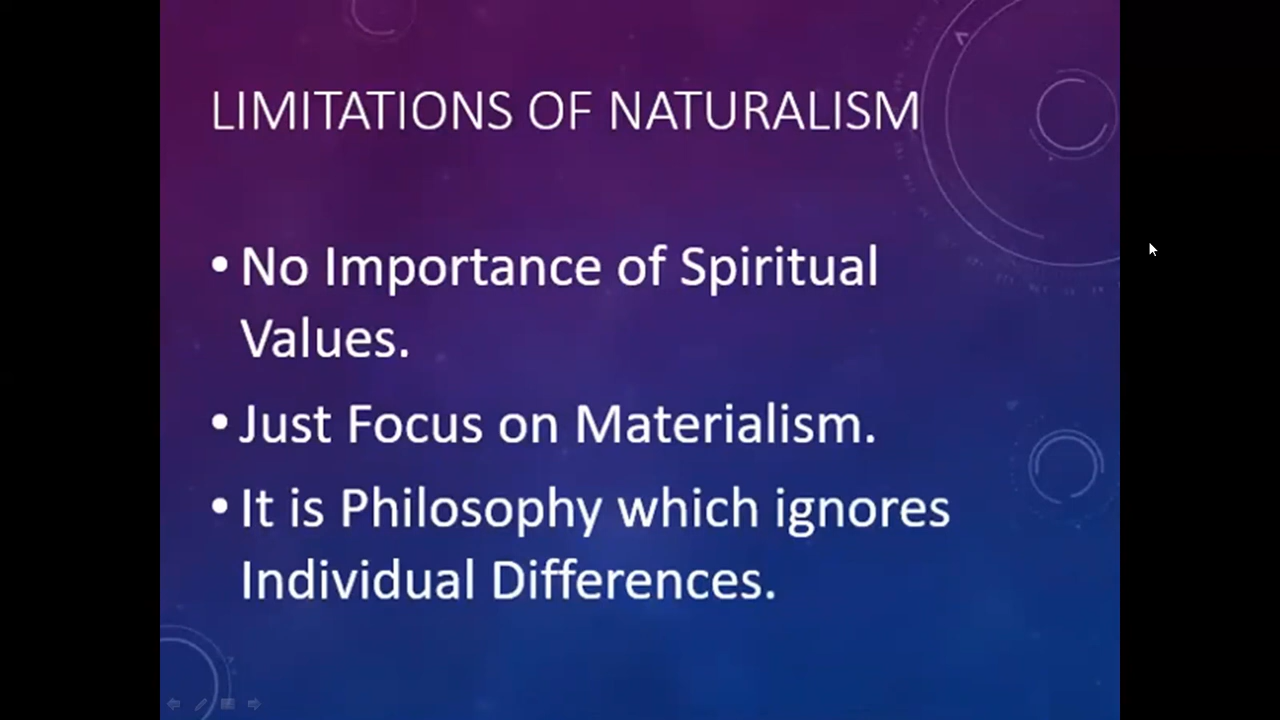 LIMITATIONS OF NATURALISM
• No Importance of Spiritual
Values.
• Just Focus on Materialism.
• It is Philosophy which ignores
Individual Differences.